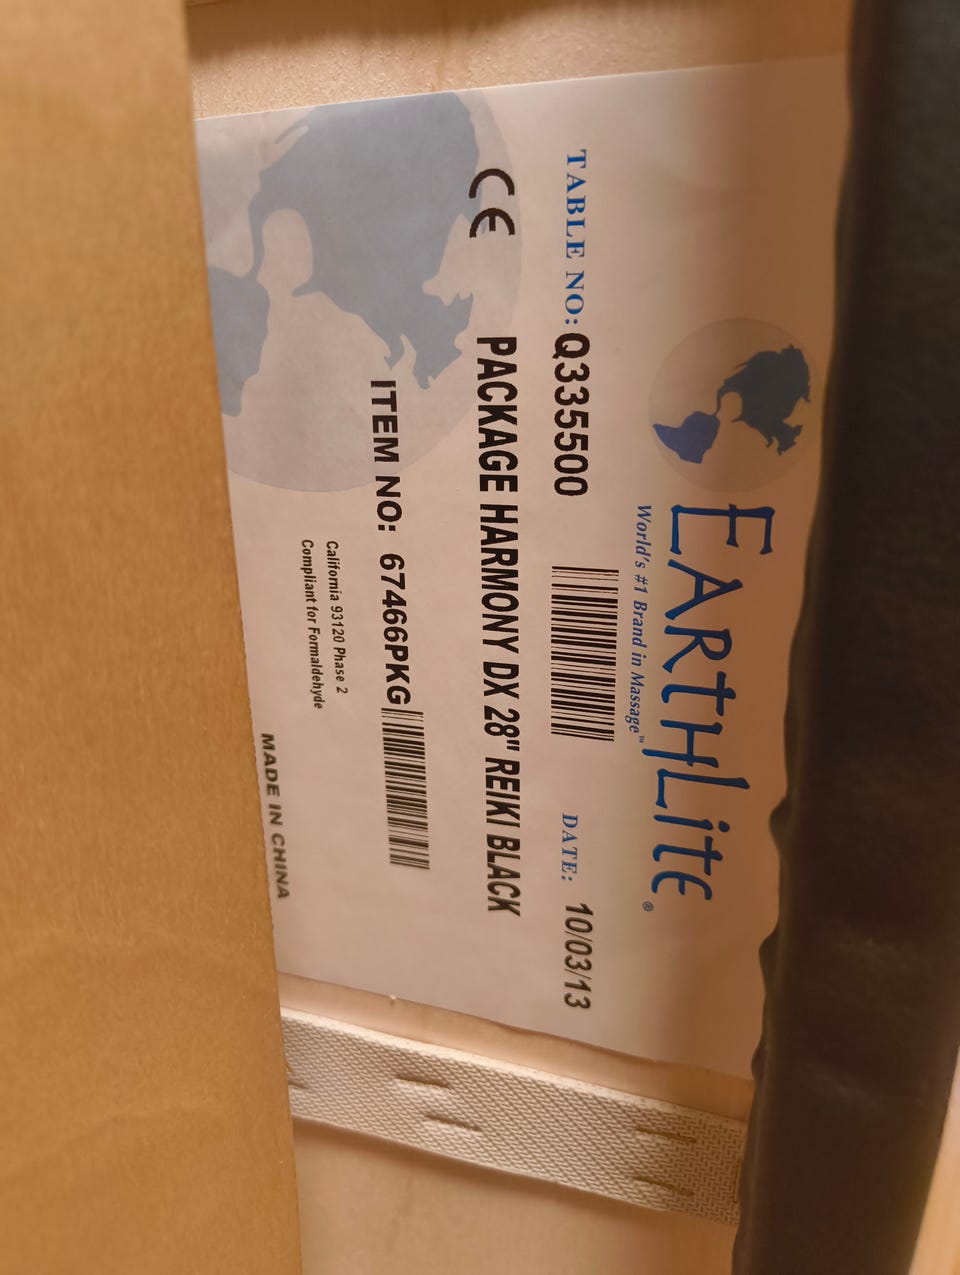 EARTHLITE®
World's #1 Brand in Massage™
TABLE NO: Q335500 DATE: 10/03/13
CE
PACKAGE HARMONY DX 28" REIKI BLACK
ITEM NO: 67466PKG
California 93120 Phase 2
Compliant for Formaldehyde
MADE IN CHINA